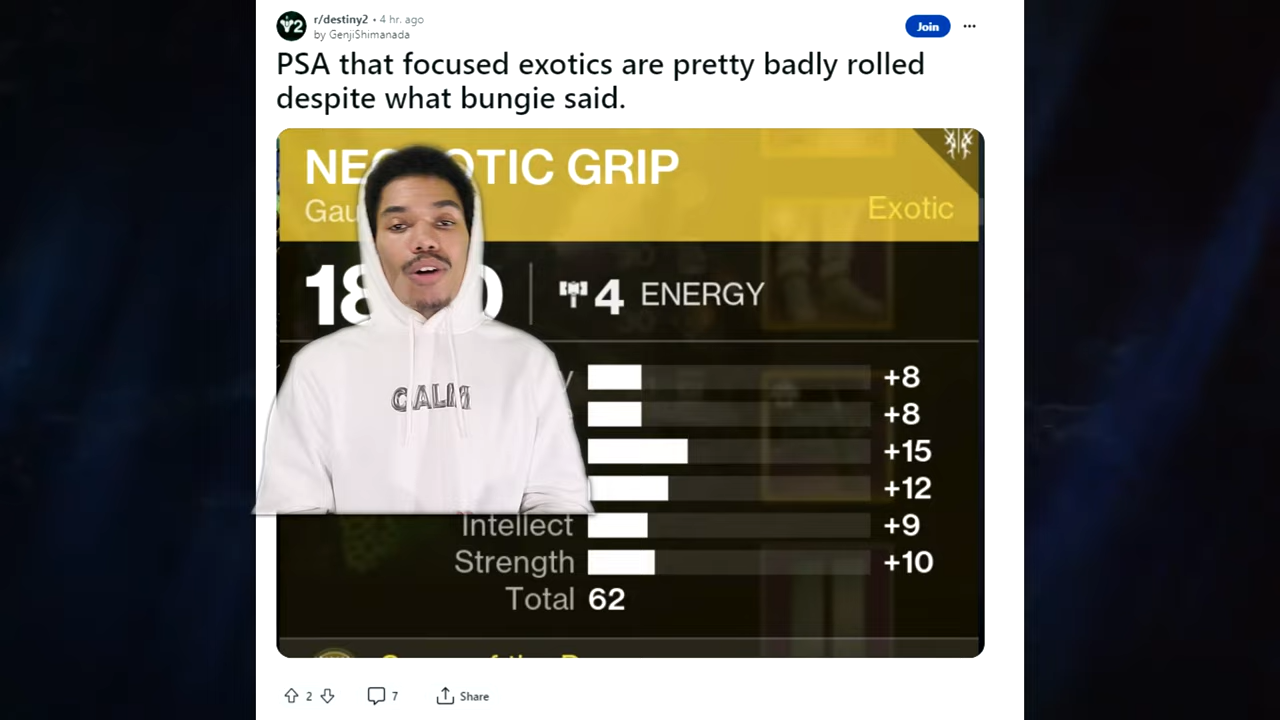 r/destiny2 • 4 hr. ago
by GenjiShimanada
Join
PSA that focused exotics are pretty badly rolled
despite what bungie said.
GRIP
Exotic
4 ENERGY
+8
+8
+15
+12
CALM
Intellect +9
Strength +10
Total 62
2
7
Share